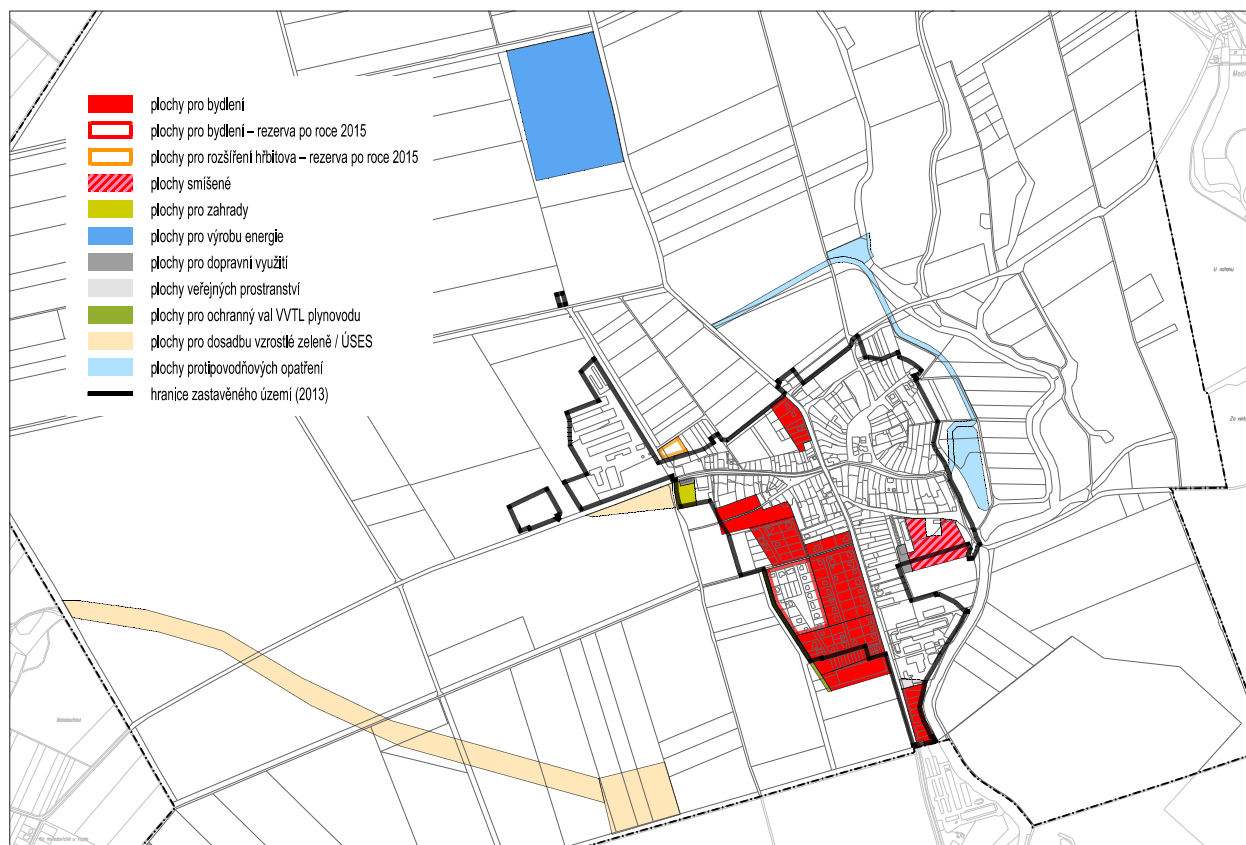 plochy pro bydlení
plochy pro bydlení – rezerva po roce 2015
plochy pro rozšíření hřbitova – rezerva po roce 2015
plochy smíšené
plochy pro zahrady
plochy pro výrobu energie
plochy pro dopravní využití
plochy veřejných prostranství
plochy pro ochranný val VVTL plynovodu
plochy pro dosadbu vzrostlé zeleně / ÚSES
plochy protipovodňových opatření
hranice zastavěného území (2013)